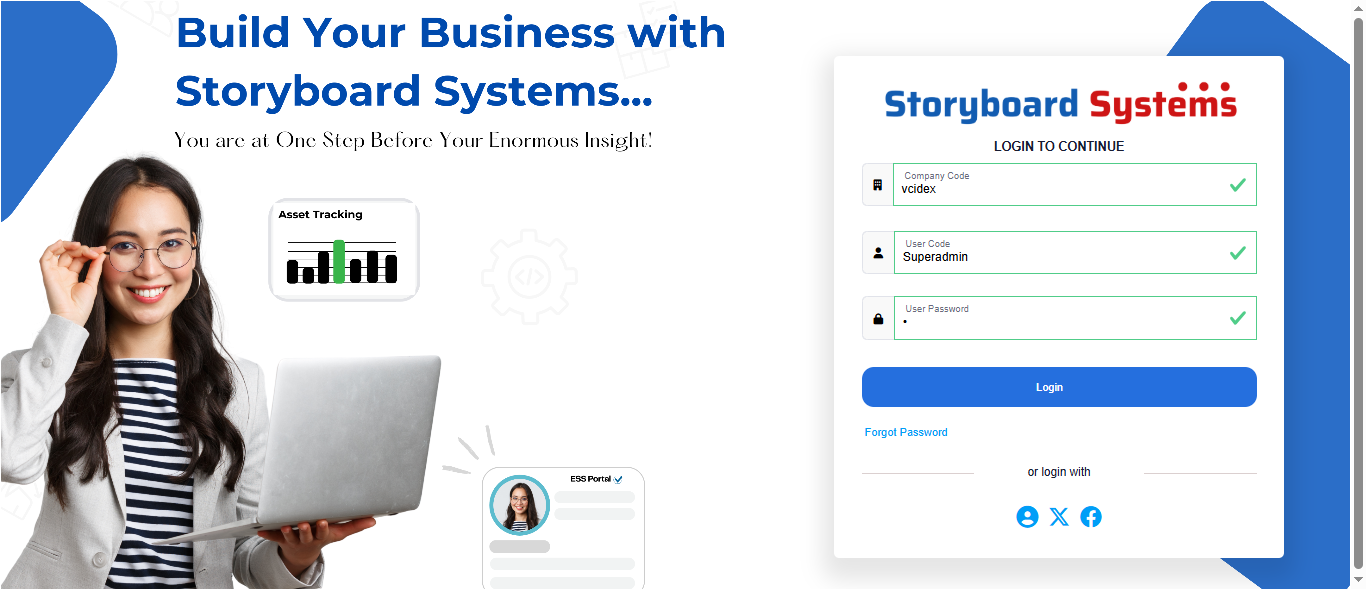 Build Your Business with
Storyboard Systems...
You are at One Step Before Your Enormous Insight!
Asset Tracking
ESS Portal
Storyboard Systems
LOGIN TO CONTINUE
Company Code
vcidex
User Code
Superadmin
User Password
•
Login
Forgot Password
or login with